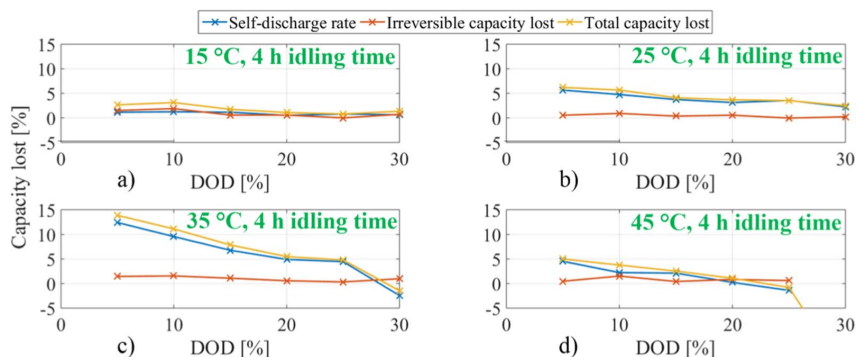 Self-discharge rate Irreversible capacity lost Total capacity lost
15 °C, 4 h idling time
15
10
5
0
-5
0 10 20 30
a) DOD [%]
25 °C, 4 h idling time
15
10
5
0
-5
0 10 20 30
b) DOD [%]
Capacity lost [%]
35 °C, 4 h idling time
15
10
5
0
-5
0 10 20 30
c) DOD [%]
45 °C, 4 h idling time
15
10
5
0
-5
0 10 20 30
d) DOD [%]